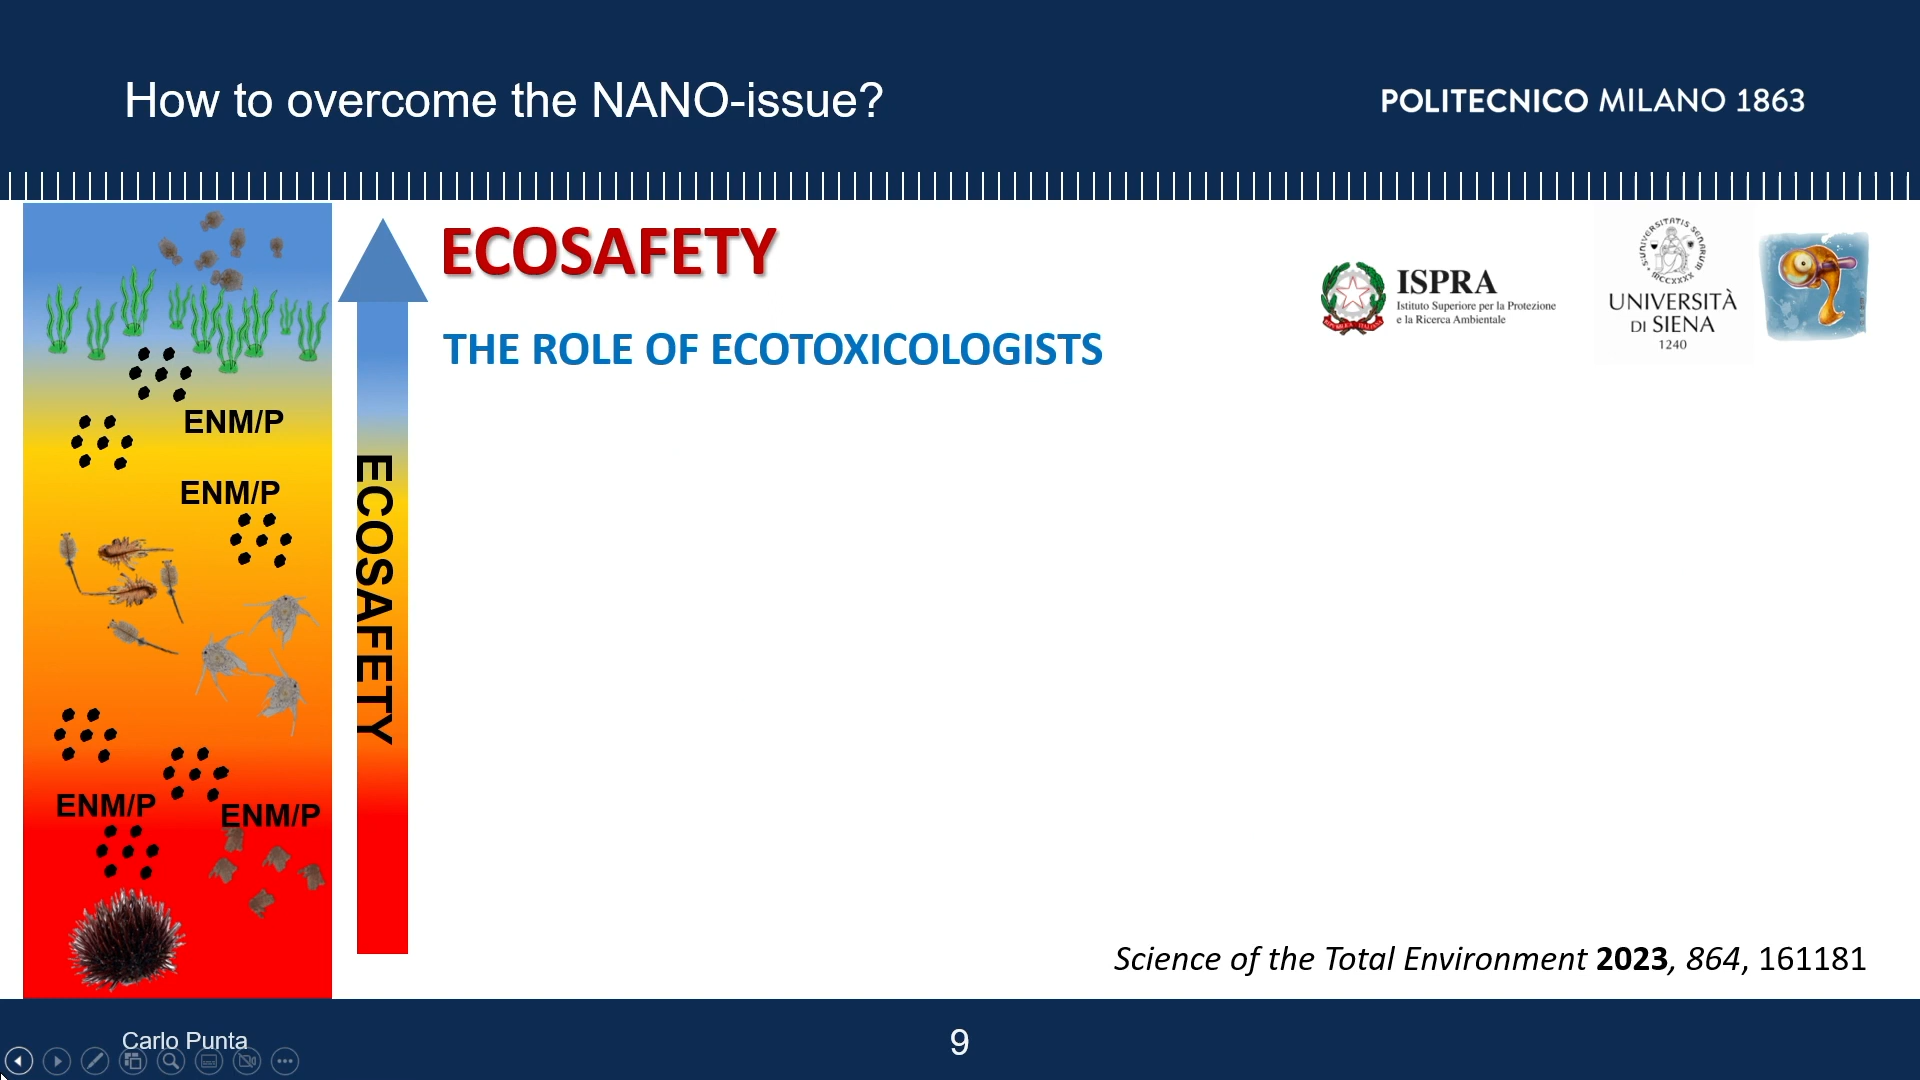 How to overcome the NANO-issue?
POLITECNICO MILANO 1863
ECOSAFETY
THE ROLE OF ECOTOXICOLOGISTS
ISPRA
Istituto Superiore per la Protezione
e la Ricerca Ambientale
UNIVERSITÀ
DI SIENA
1240
ENM/P
ENM/P
ENM/P
ENM/P
ECOSAFETY
Science of the Total Environment 2023, 864, 161181
Carlo Punta
9